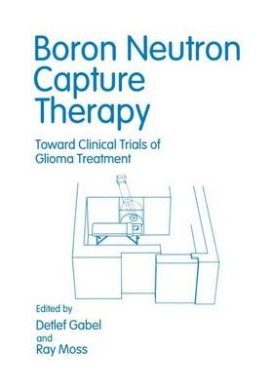 Boron Neutron
Capture
Therapy
Toward Clinical Trials of
Glioma Treatment
Edited by
Detlef Gabel
and
Ray Moss